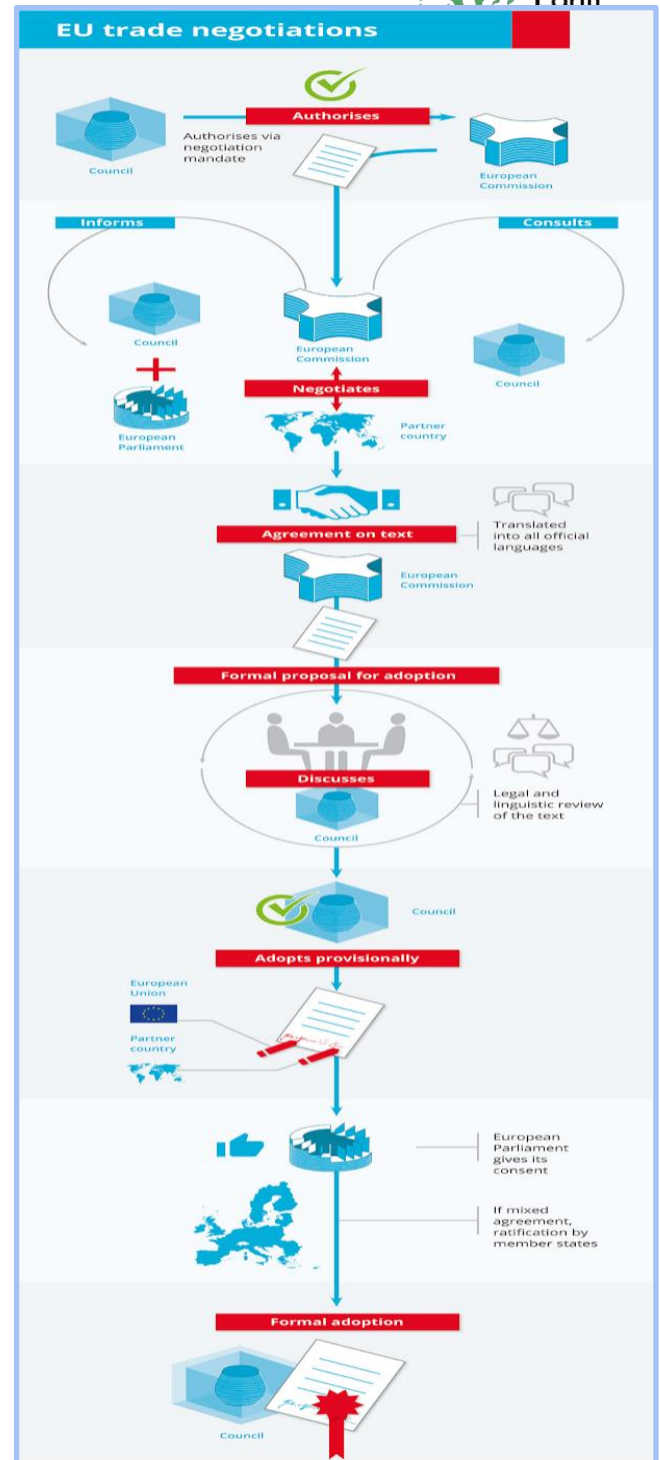 EU trade negotiations
Authorises
Authorises via
negotiation
mandate
Council
European
Commission
Informs
Consults
Council
European
Commission
Council
European
Parliament
Negotiates
Partner
country
Agreement on text
Translated
into all official
languages
European
Commission
Formal proposal for adoption
Discusses
Council
Legal and
linguistic review
of the text
Council
Adopts provisionally
European
Union
Partner
country
European
Parliament
gives its
consent
If mixed
agreement,
ratification by
member states
Formal adoption
Council